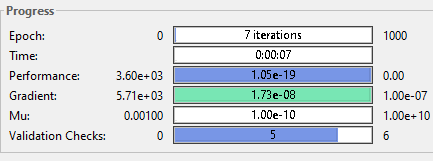 Progress
Epoch: 0 7 iterations 1000
Time: 0:00:07
Performance: 3.60e+03 1.05e-19 0.00
Gradient: 5.71e+03 1.73e-08 1.00e-07
Mu: 0.00100 1.00e-10 1.00e+10
Validation Checks: 0 5 6